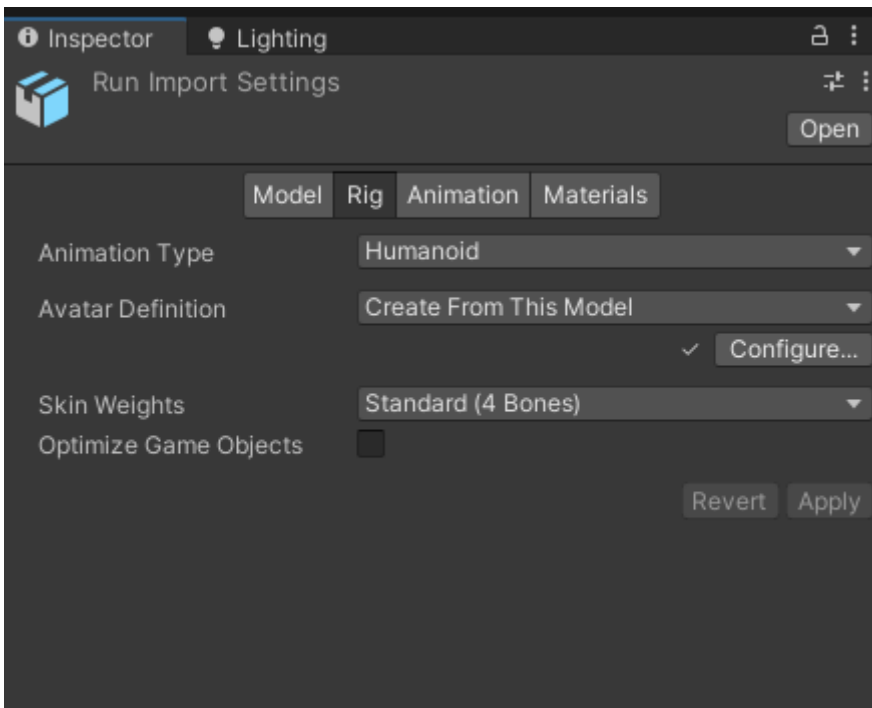 Inspector Lighting
Run Import Settings
Open
Model Rig Animation Materials
Animation Type Humanoid
Avatar Definition Create From This Model
Configure...
Skin Weights Standard (4 Bones)
Optimize Game Objects
Revert Apply